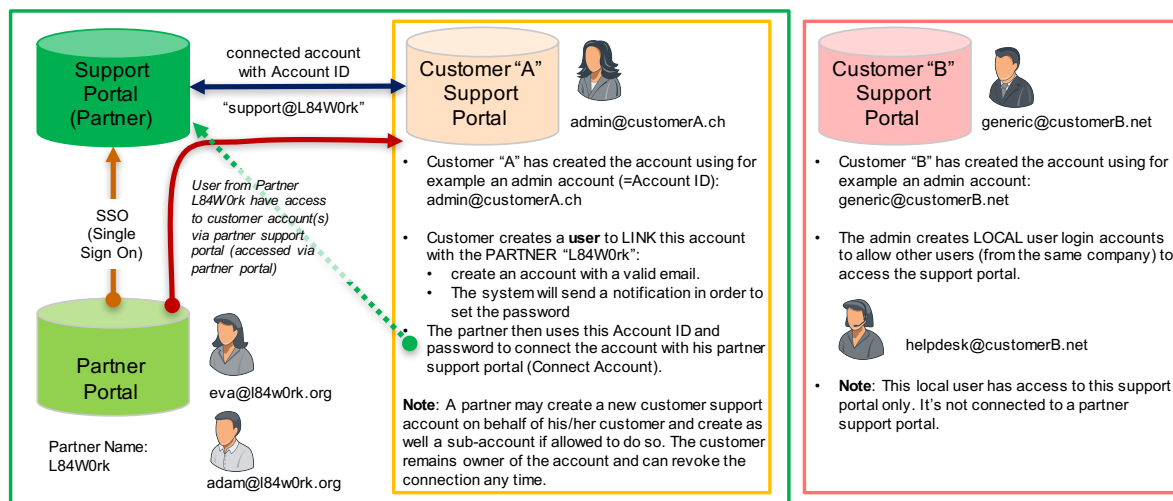 Support
Portal
(Partner)
connected account
with Account ID
“support@L84W0rk”
User from Partner
L84W0rk have access
to customer account(s)
via partner support
portal (accessed via
partner portal)
SSO
(Single
Sign On)
Partner
Portal
Partner Name:
L84W0rk
eva@l84w0rk.org
adam@l84w0rk.org
Customer “A”
Support
Portal
admin@customerA.ch
• Customer “A” has created the account using for
example an admin account (=Account ID):
admin@customerA.ch
• Customer creates a user to LINK this account
with the PARTNER “L84W0rk”:
• create an account with a valid email.
• The system will send a notification in order to
set the password
• The partner then uses this Account ID and
password to connect the account with his partner
support portal (Connect Account).
Note: A partner may create a new customer support
account on behalf of his/her customer and create as
well a sub-account if allowed to do so. The customer
remains owner of the account and can revoke the
connection any time.
Customer “B”
Support
Portal
generic@customerB.net
• Customer “B” has created the account using for
example an admin account:
generic@customerB.net
• The admin creates LOCAL user login accounts
to allow other users (from the same company) to
access the support portal.
helpdesk@customerB.net
• Note: This local user has access to this support
portal only. It’s not connected to a partner
support portal.